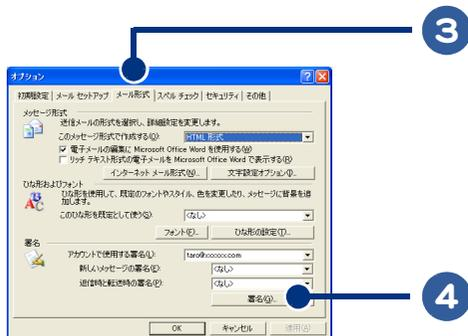 3
オプション
初期設定 メール セットアップ メール形式 スペル チェック セキュリティ その他
メッセージ形式
送信メールの形式を選択し、詳細設定を変更します。
このメッセージ形式で作成する(O): HTML 形式
電子メールの編集に Microsoft Office Word を使用する(W)
リッチ テキスト形式の電子メールを Microsoft Office Word で表示する(R)
インターネット メール形式(N)... 文字設定オプション(I)...
ひな形およびフォント
ひな形を使用して、既定のフォントやスタイル、色を変更したり、メッセージに背景を追
加します。
このひな形を既定として使う(S): <なし>
フォント(F)... ひな形の設定(T)...
署名
アカウントで使用する署名(L):
新しいメッセージの署名(E): <なし>
返信時と転送時の署名(P): <なし>
署名(G)...
4
OK キャンセル 適用(A)